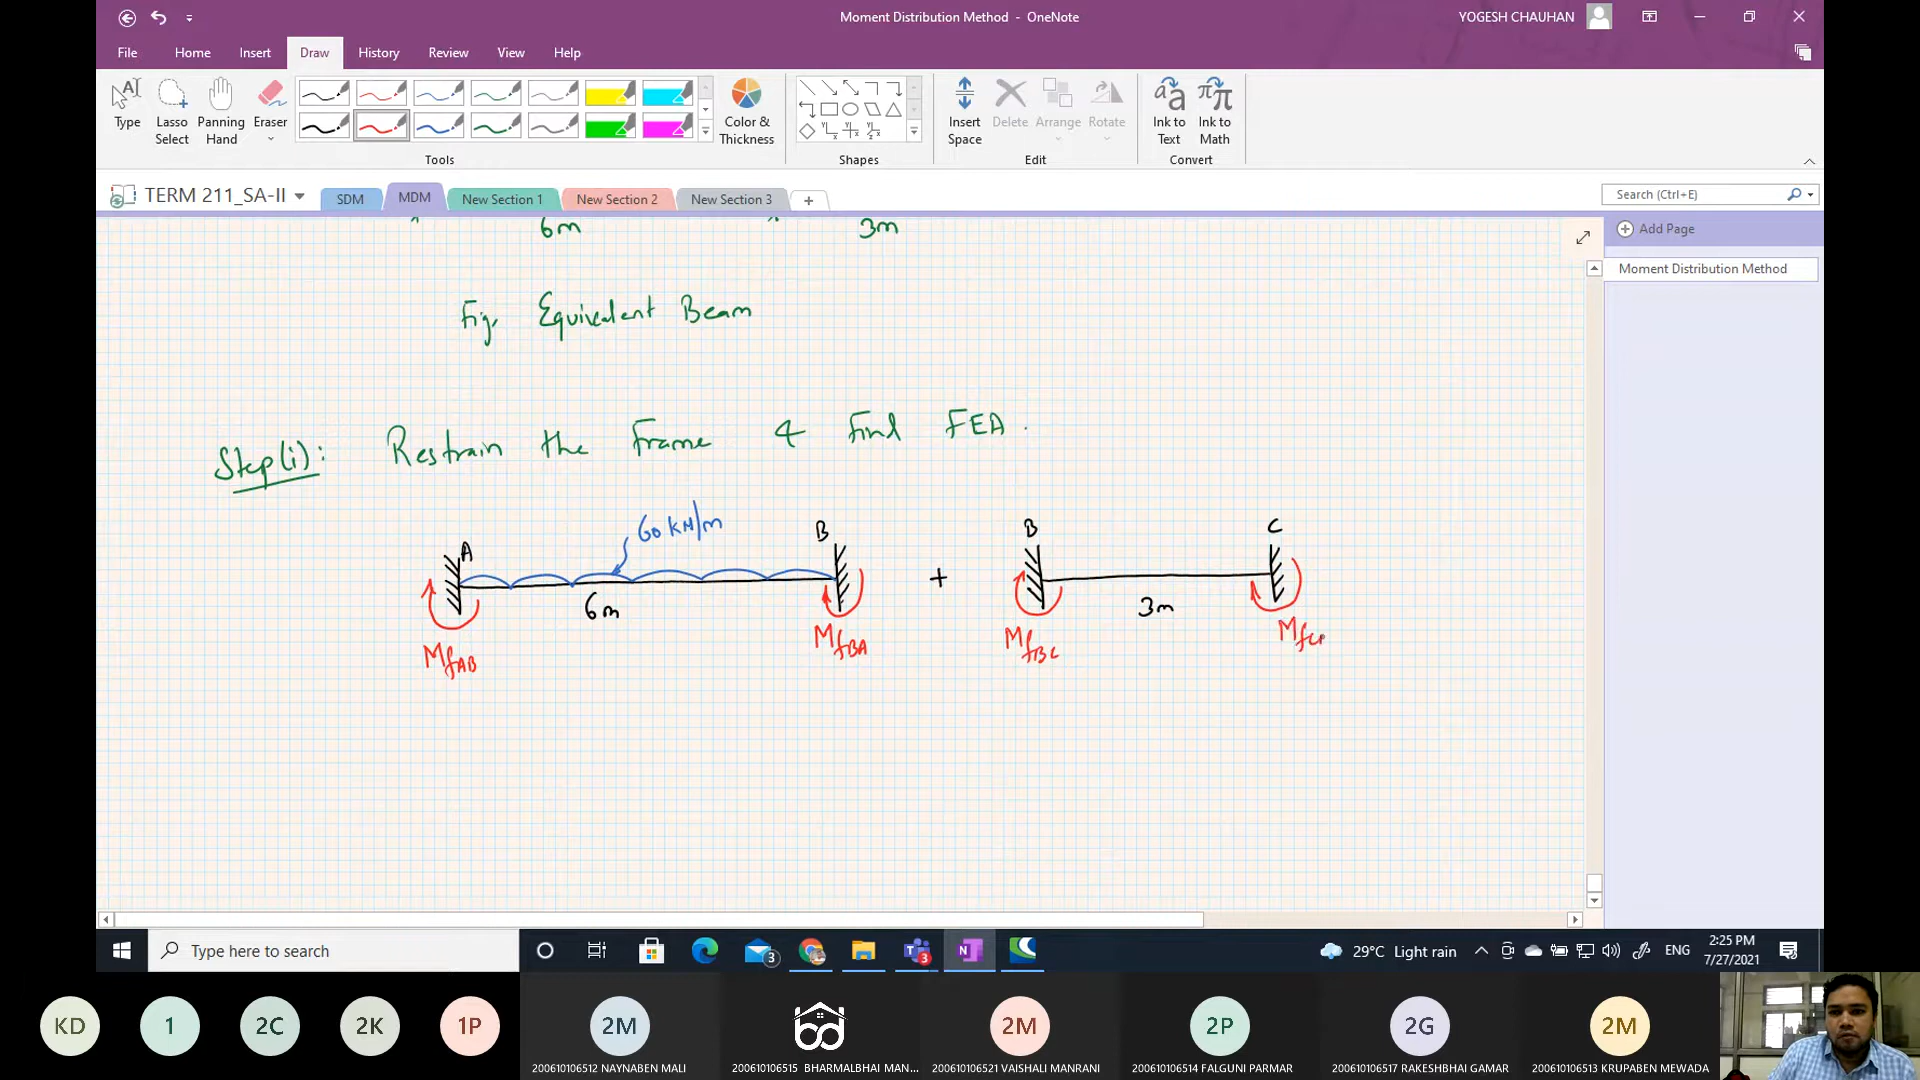 Moment Distribution Method - OneNote
YOGESH CHAUHAN
File Home Insert Draw History Review View Help
Type
Lasso Select
Panning Hand
Eraser
Color & Thickness
Insert Space
Delete
Arrange
Rotate
Ink to Text
Ink to Math
Tools
Shapes
Edit
Convert
TERM 211_SA-II
SDM
MDM
New Section 1
New Section 2
New Section 3
Search (Ctrl+E)
Add Page
Moment Distribution Method
6m 3m
Fig. Equivalent Beam
Step(i): Restrain the Frame & find FEA.
60 KN/m
A B + B C
6m 3m
MfAB MfBA MfBC
Type here to search
3
3
29°C Light rain
ENG
2:25 PM
7/27/2021
KD 1 2C 2K 1P 2M bd 2M 2P 2G 2M
200610106512 NAYNABEN MALI
200610106515 BHARMALBHAI MAN...
200610106521 VAISHALI MANRANI
200610106514 FALGUNI PARMAR
200610106517 RAKESHBHAI GAMAR
200610106513 KRUPABEN MEWADA